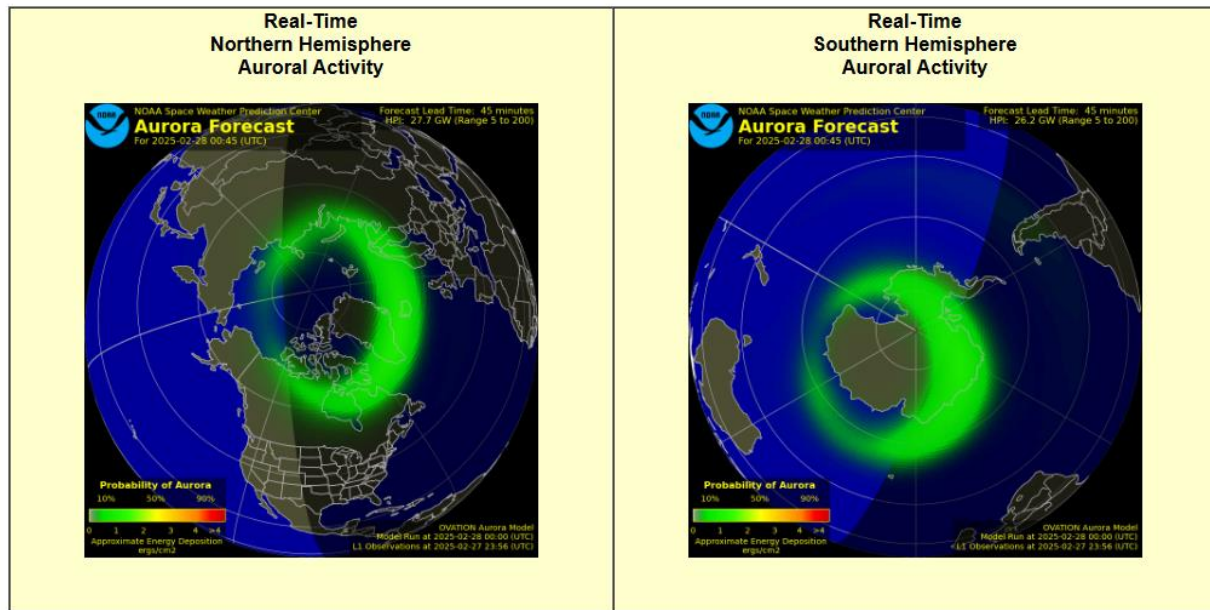 Real-Time
Northern Hemisphere
Auroral Activity
NOAA
NOAA Space Weather Prediction Center
Aurora Forecast
For 2025-02-28 00:45 (UTC)
Forecast Lead Time: 45 minutes
HPI: 27.7 GW (Range 5 to 200)
Probability of Aurora
10% 50% 90%
0 1 2 3 4 >4
Approximate Energy Deposition
ergs/cm2
OVATION Aurora Model
Model Run at 2025-02-28 00:00 (UTC)
L1 Observations at 2025-02-27 23:56 (UTC)
Real-Time
Southern Hemisphere
Auroral Activity
NOAA
NOAA Space Weather Prediction Center
Aurora Forecast
For 2025-02-28 00:45 (UTC)
Forecast Lead Time: 45 minutes
HPI: 26.2 GW (Range 5 to 200)
Probability of Aurora
10% 50% 90%
0 1 2 3 4 >4
Approximate Energy Deposition
ergs/cm2
OVATION Aurora Model
Model Run at 2025-02-28 00:00 (UTC)
L1 Observations at 2025-02-27 23:56 (UTC)